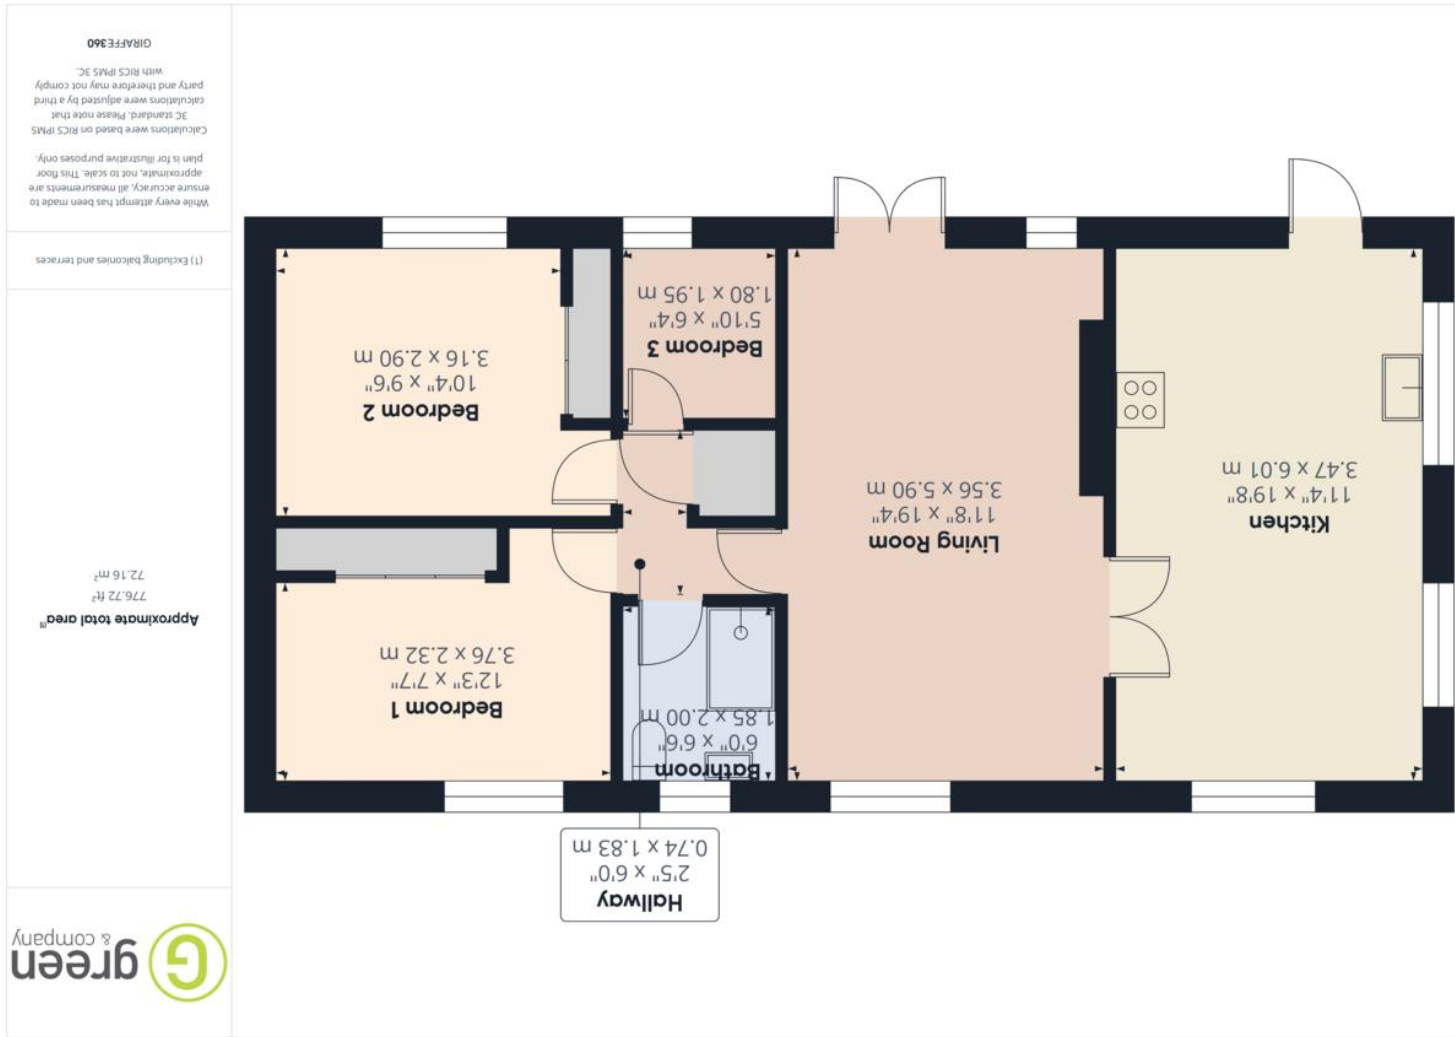 Hallway
2'5" x 6'0"
0.74 x 1.83 m
Bathroom
6'0" x 6'6"
1.85 x 2.00 m
Bedroom 1
12'3" x 7'7"
3.76 x 2.32 m
Kitchen
11'4" x 19'8"
3.47 x 6.01 m
Living Room
11'8" x 19'4"
3.56 x 5.90 m
Bedroom 2
10'4" x 9'6"
3.16 x 2.90 m
Bedroom 3
5'10" x 6'4"
1.80 x 1.95 m
G green
& company
Approximate total area(1)
776.72 ft²
72.16 m²
(1) Excluding balconies and terraces
While every attempt has been made to
ensure accuracy, all measurements are
approximate, not to scale. This floor
plan is for illustrative purposes only.
Calculations were based on RICS IPMS
3C standard. Please note that
calculations were adjusted by a third
party and therefore may not comply
with RICS IPMS 3C.
GIRAFFE360